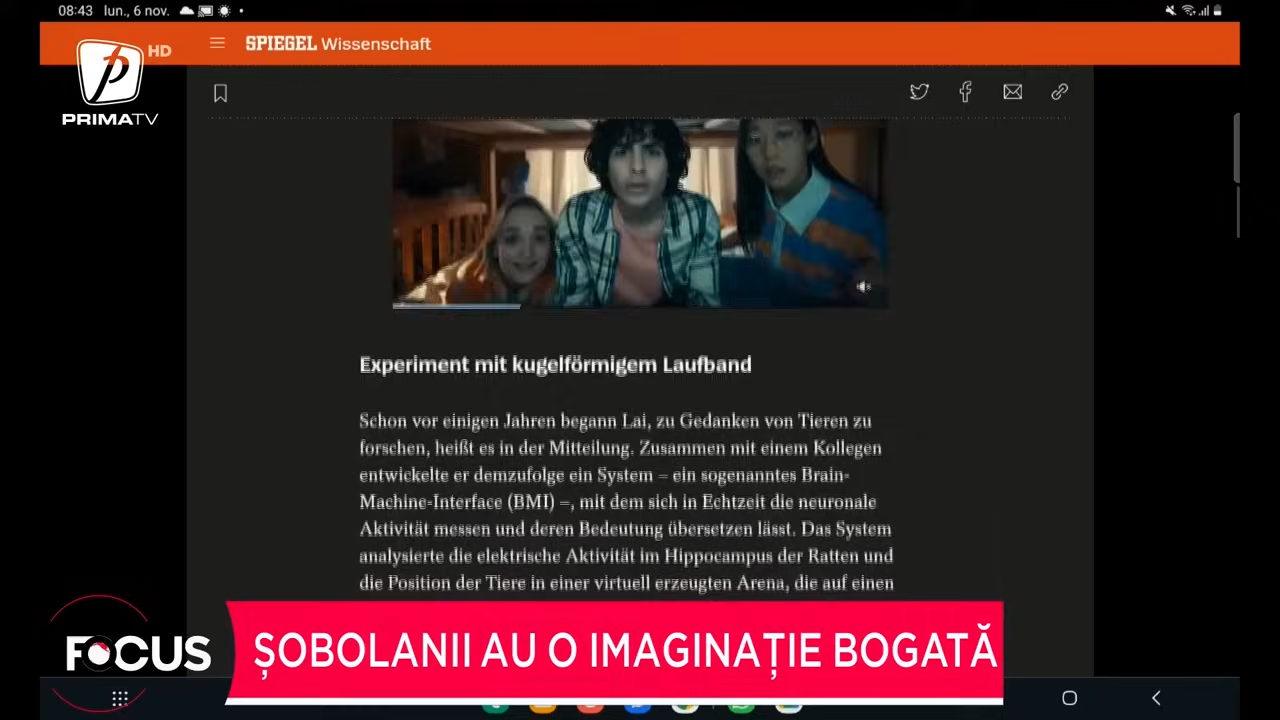 08:43 lun., 6 nov.
HD
PRIMATV
SPIEGEL Wissenschaft
Experiment mit kugelförmigem Laufband
Schon vor einigen Jahren begann Lai, zu Gedanken von Tieren zu
forschen, heißt es in der Mitteilung. Zusammen mit einem Kollegen
entwickelte er demzufolge ein System – ein sogenanntes Brain-
Machine-Interface (BMI) –, mit dem sich in Echtzeit die neuronale
Aktivität messen und deren Bedeutung übersetzen lässt. Das System
analysierte die elektrische Aktivität im Hippocampus der Ratten und
die Position der Tiere in einer virtuell erzeugten Arena, die auf einen
FOCUS
ȘOBOLANII AU O IMAGINAȚIE BOGATĂ